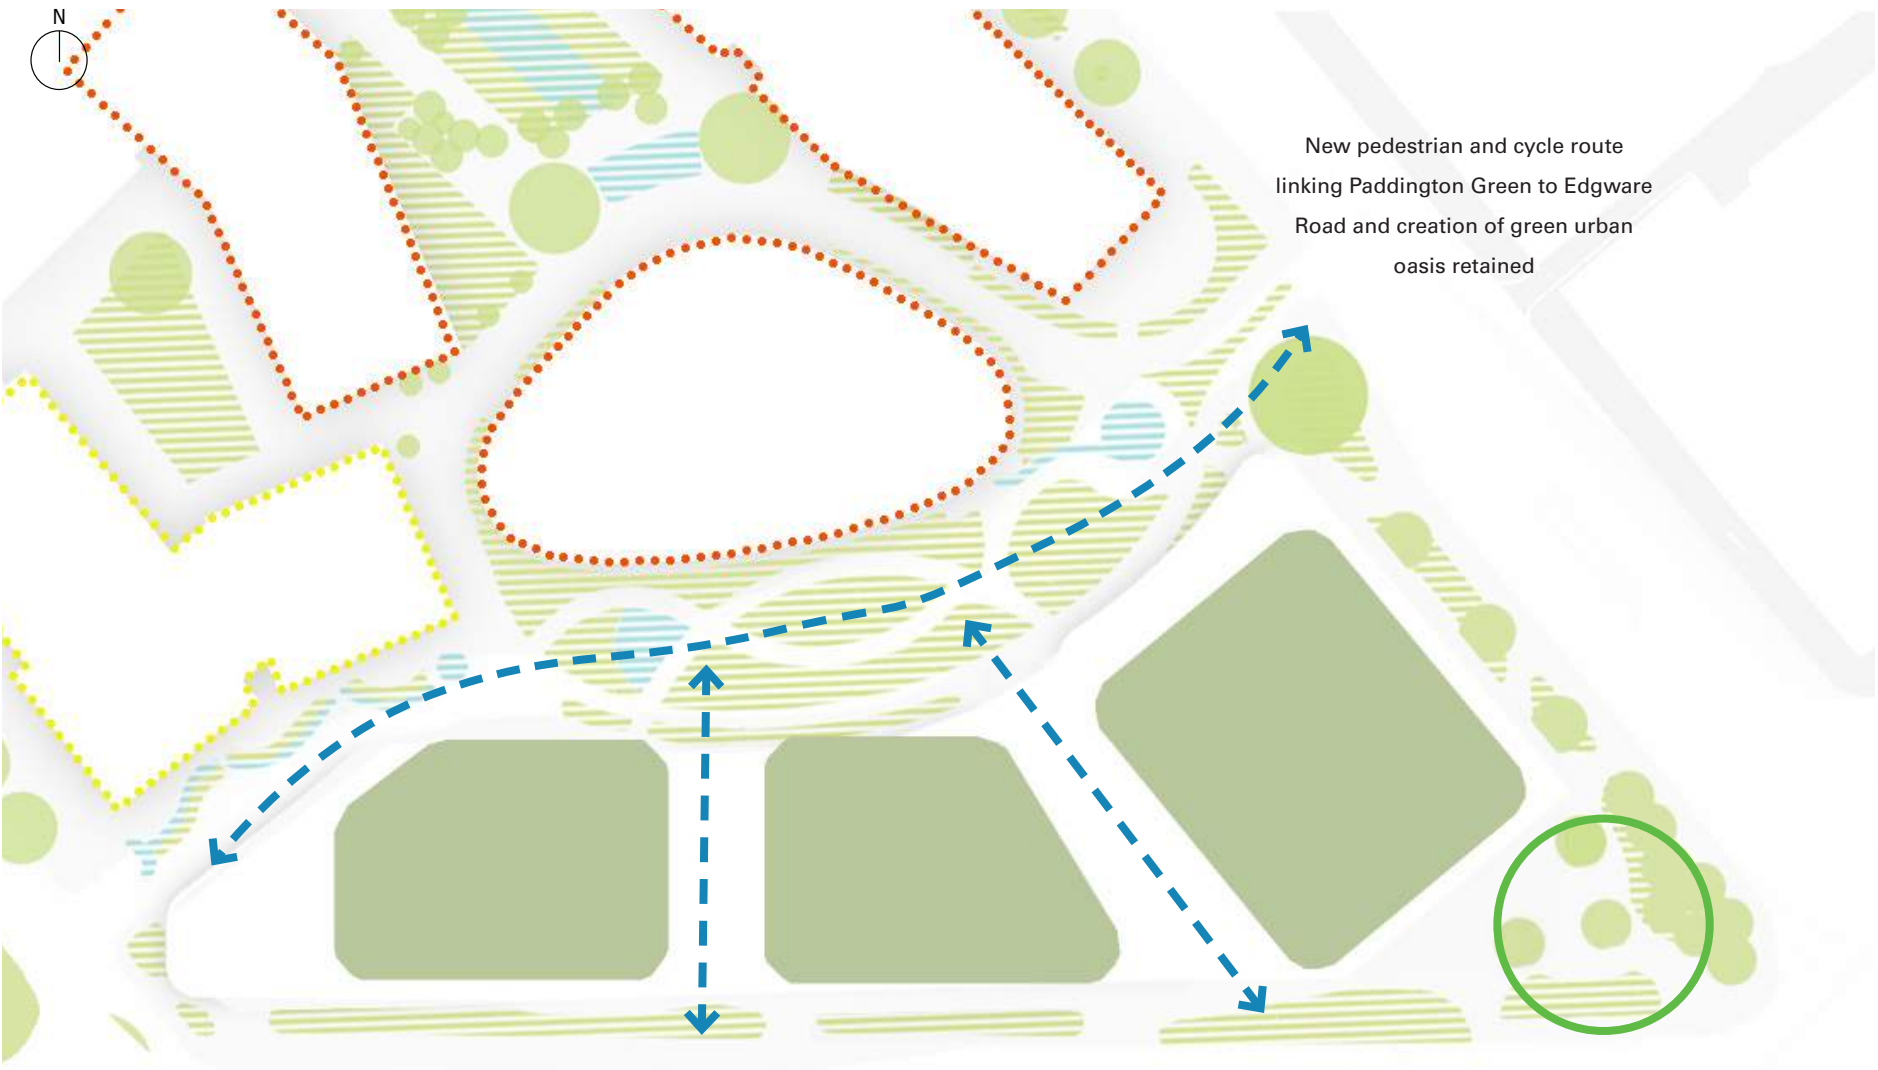 N
New pedestrian and cycle route
linking Paddington Green to Edgware
Road and creation of green urban
oasis retained